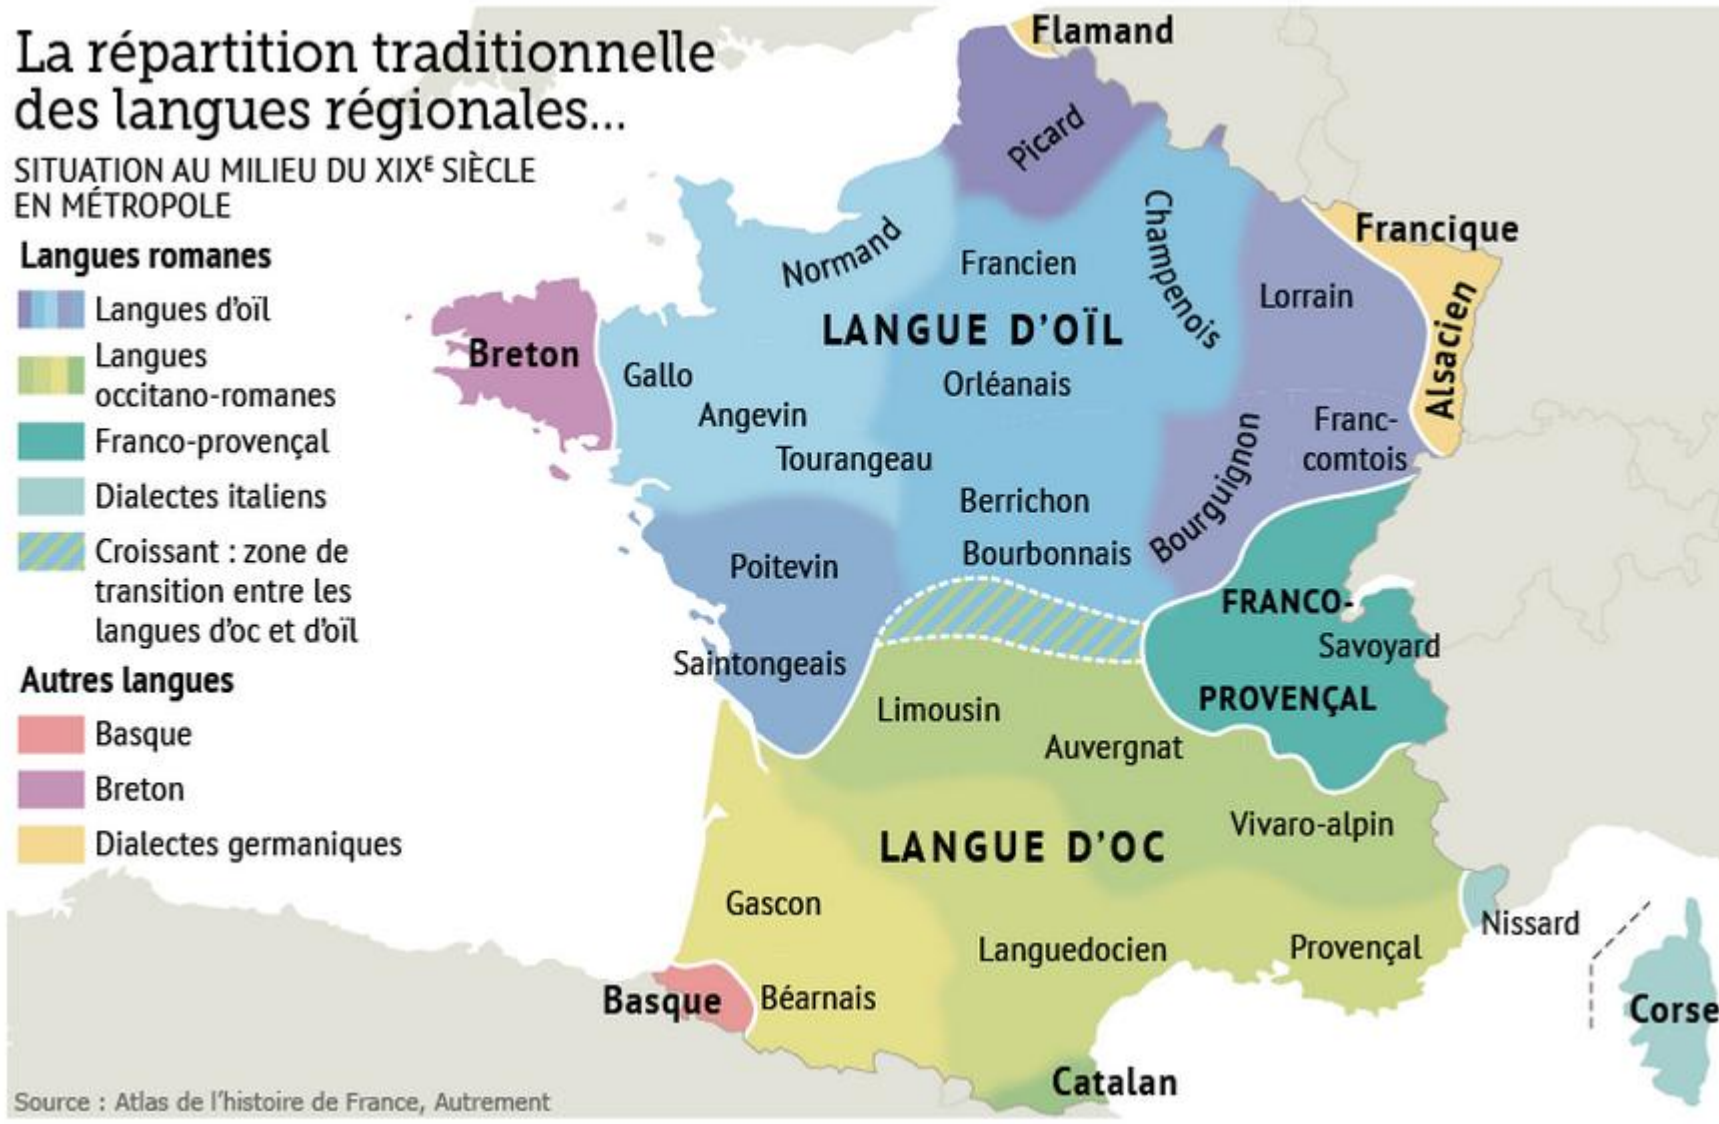 La répartition traditionnelle
des langues régionales...
SITUATION AU MILIEU DU XIXᴱ SIÈCLE
EN MÉTROPOLE
Langues romanes
Langues d'oïl
Langues
occitano-romanes
Franco-provençal
Dialectes italiens
Croissant : zone de
transition entre les
langues d'oc et d'oïl
Autres langues
Basque
Breton
Dialectes germaniques
Flamand
Picard
Francique
Normand
Francien
Champenois
Lorrain
Alsacien
LANGUE D'OÏL
Breton
Gallo
Orléanais
Angevin
Franc-
comtois
Tourangeau
Bourguignon
Berrichon
Bourbonnais
Poitevin
FRANCO-
Savoyard
PROVENÇAL
Saintongeais
Limousin
Auvergnat
Vivaro-alpin
LANGUE D'OC
Gascon
Nissard
Languedocien
Provençal
Basque
Béarnais
Corse
Catalan
Source : Atlas de l'histoire de France, Autrement